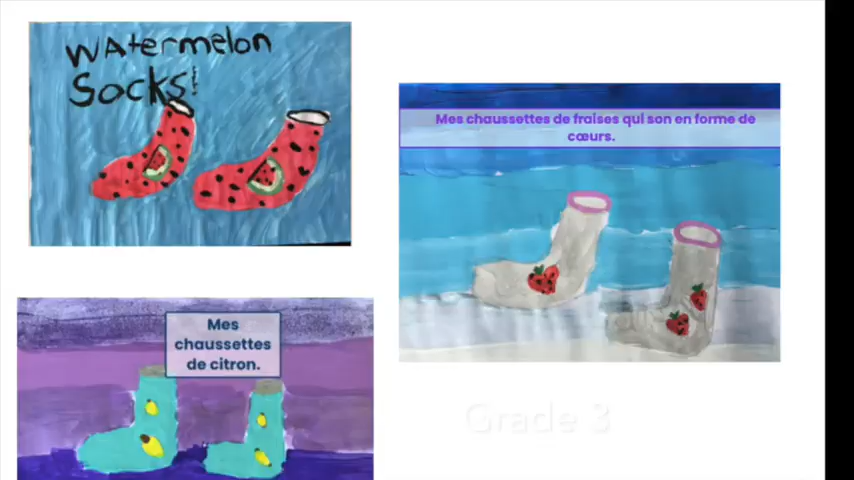 Watermelon
Socks!
Mes chaussettes de fraises qui son en forme de
cœurs.
Mes
chaussettes
de citron.
Grade 3